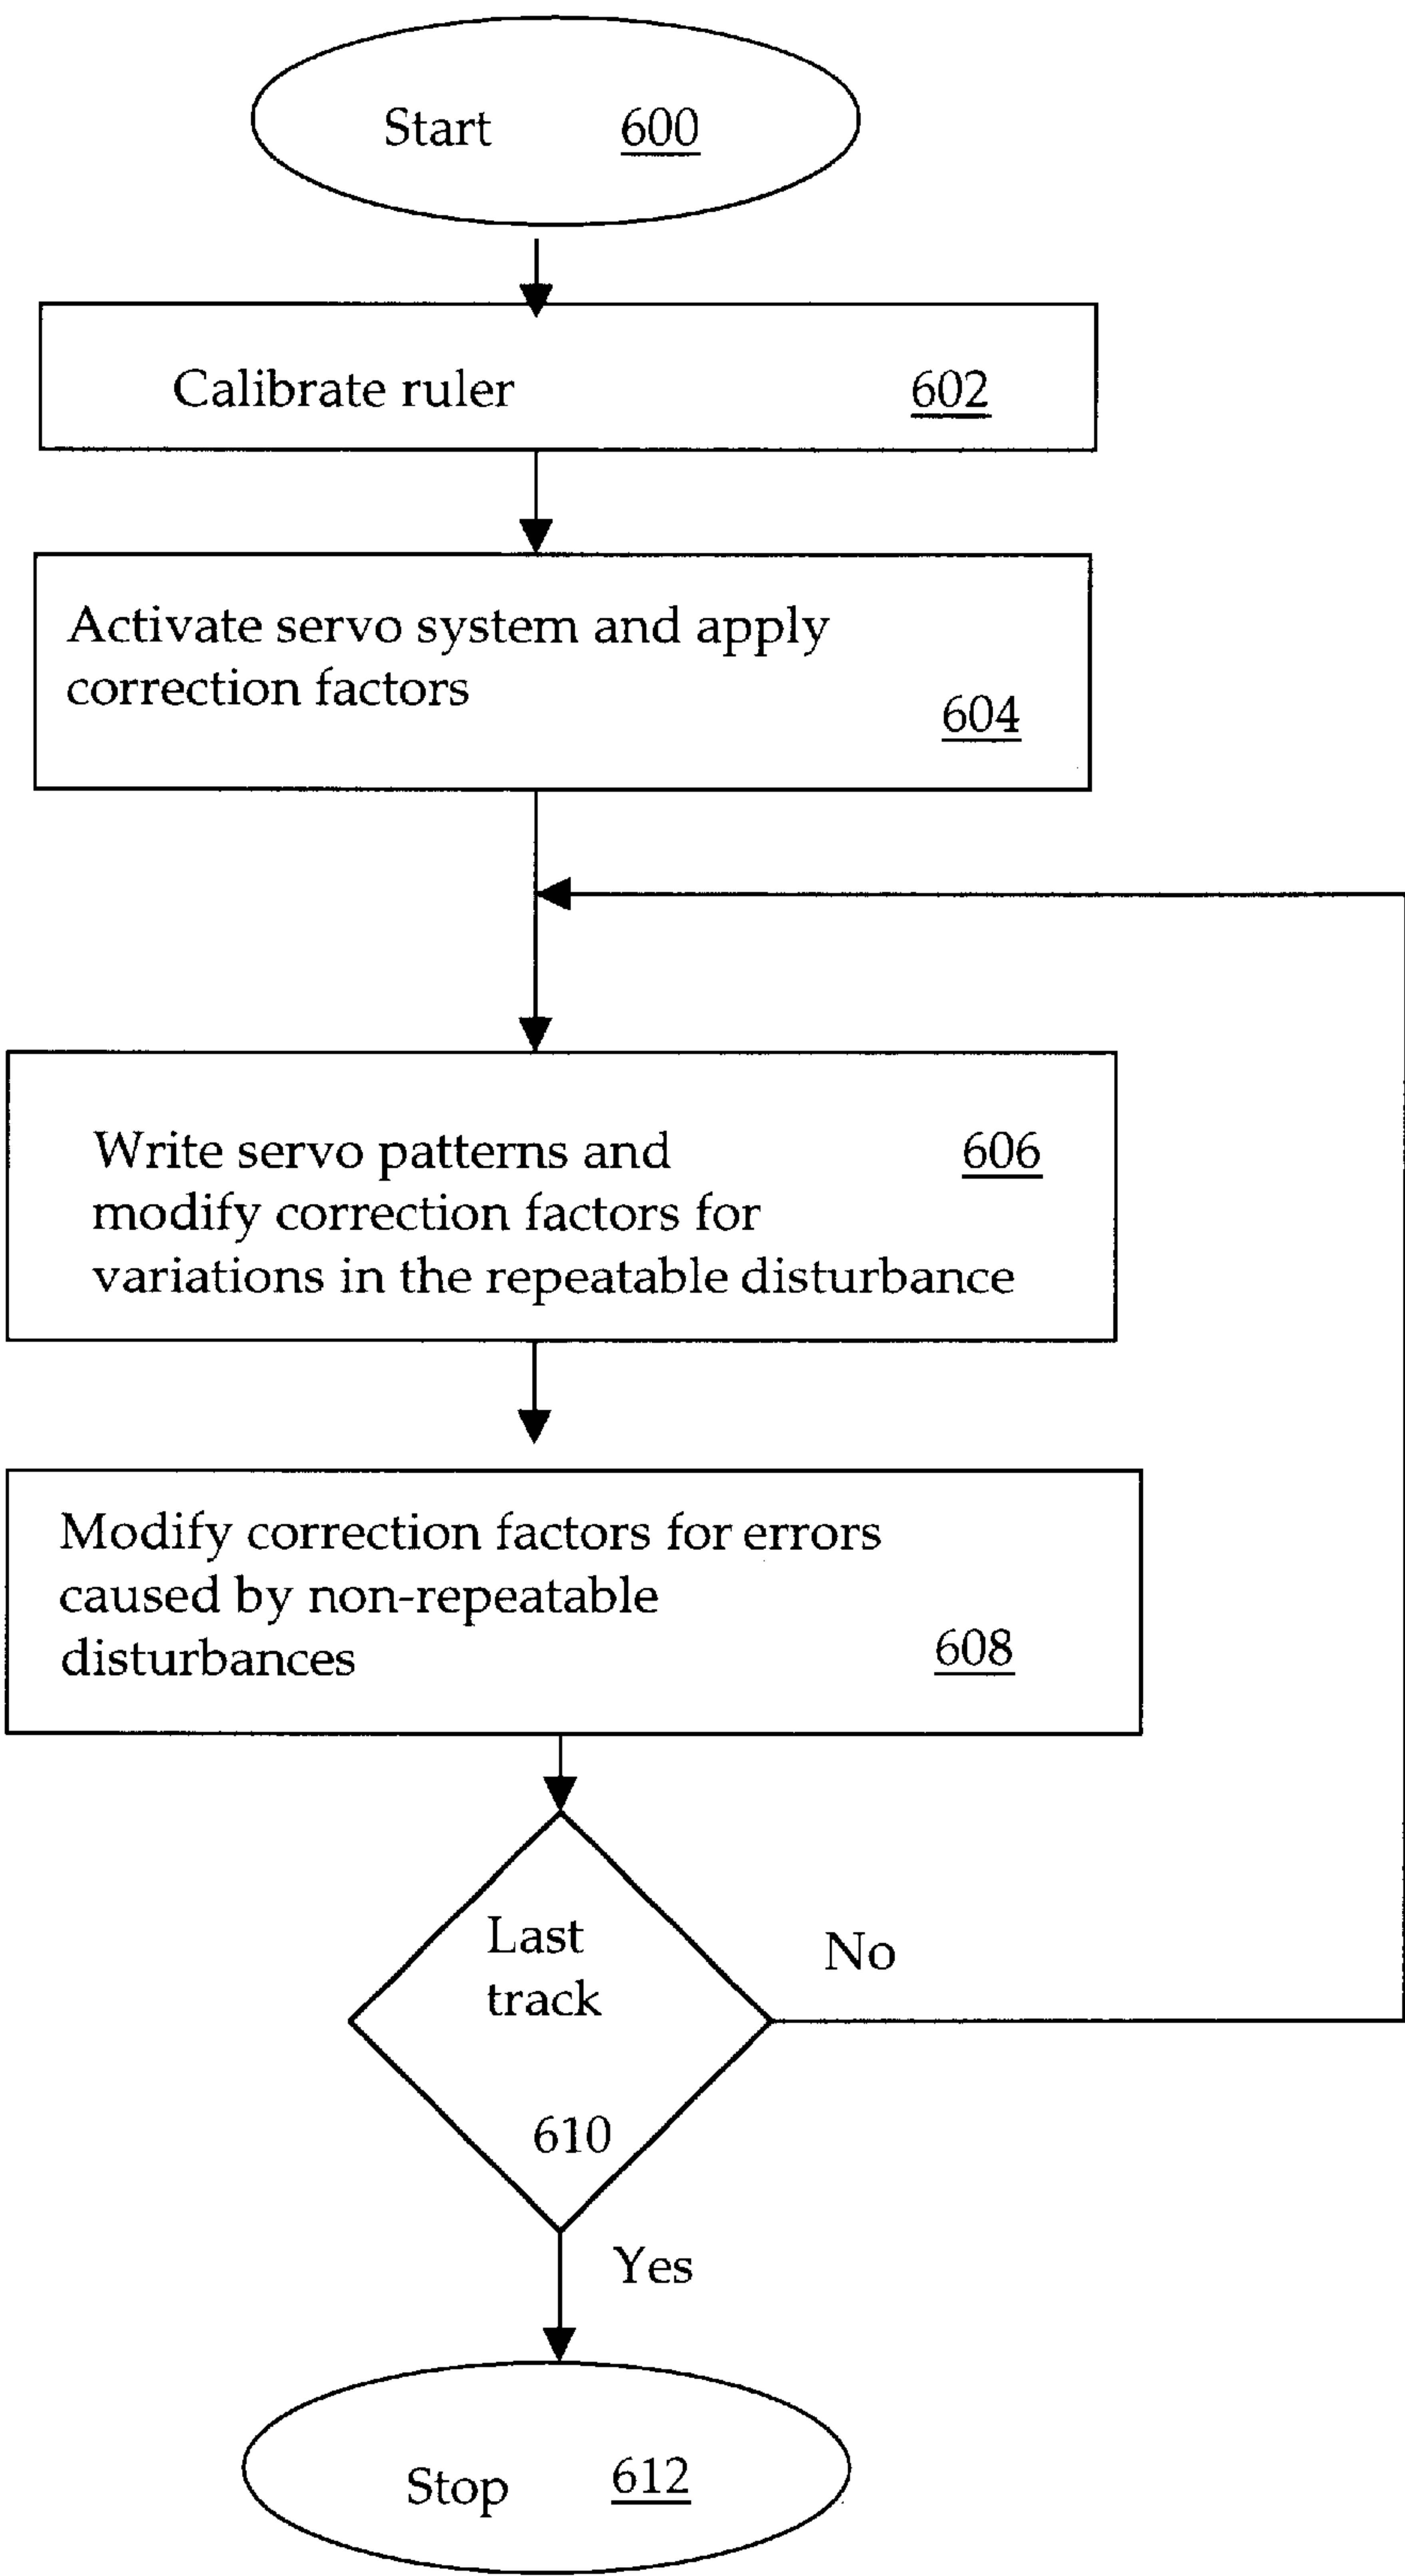 Start 600
Calibrate ruler 602
Activate servo system and apply
correction factors
604
Write servo patterns and 606
modify correction factors for
variations in the repeatable disturbance
Modify correction factors for errors
caused by non-repeatable
disturbances 608
Last
track
No
610
Yes
Stop 612